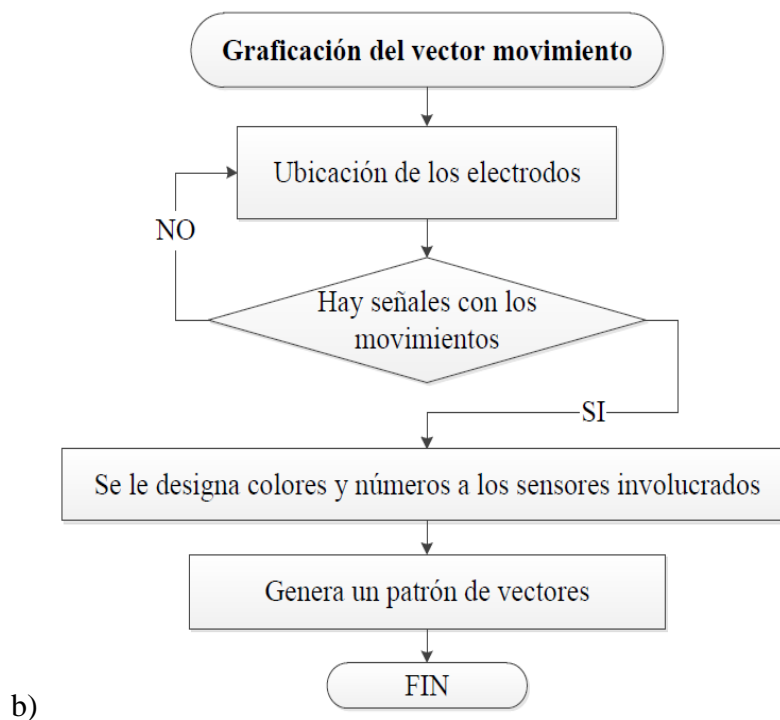 Graficación del vector movimiento
Ubicación de los electrodos
NO
Hay señales con los
movimientos
SI
Se le designa colores y números a los sensores involucrados
Genera un patrón de vectores
FIN
b)